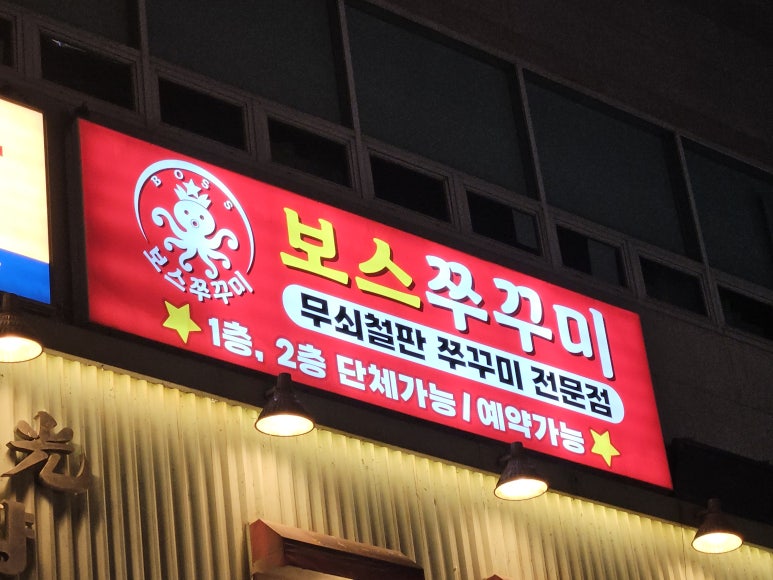 BOSS
보스쭈꾸미
보스쭈꾸미
무쇠철판 쭈꾸미 전문점
1층, 2층 단체가능 / 예약가능
光